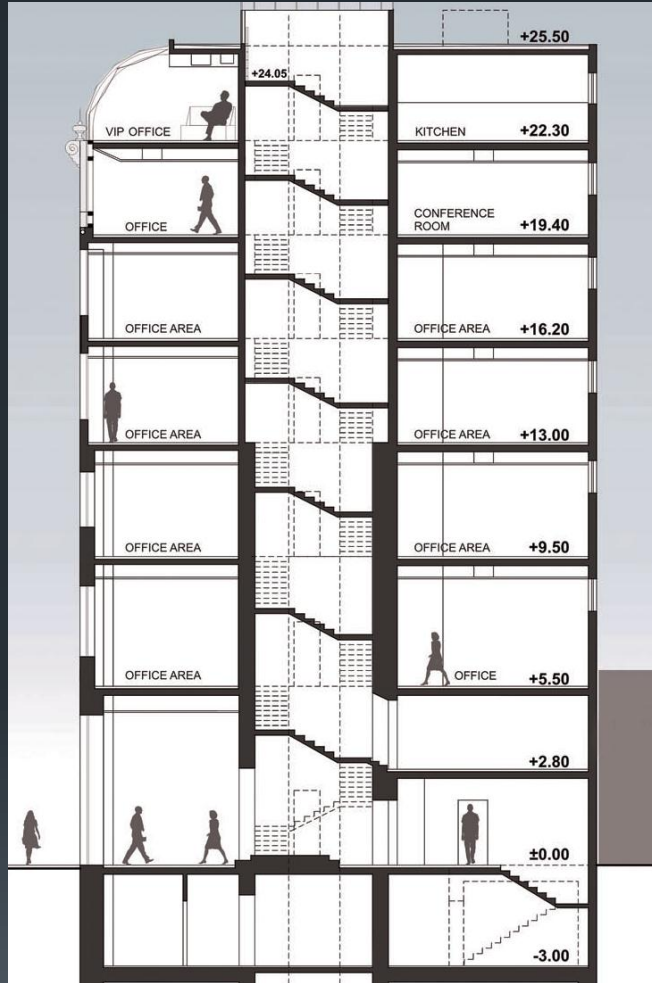 +25.50
+24.05
VIP OFFICE
KITCHEN +22.30
OFFICE
CONFERENCE
ROOM +19.40
OFFICE AREA
OFFICE AREA +16.20
OFFICE AREA
OFFICE AREA +13.00
OFFICE AREA
OFFICE AREA +9.50
OFFICE AREA
OFFICE +5.50
+2.80
±0.00
-3.00